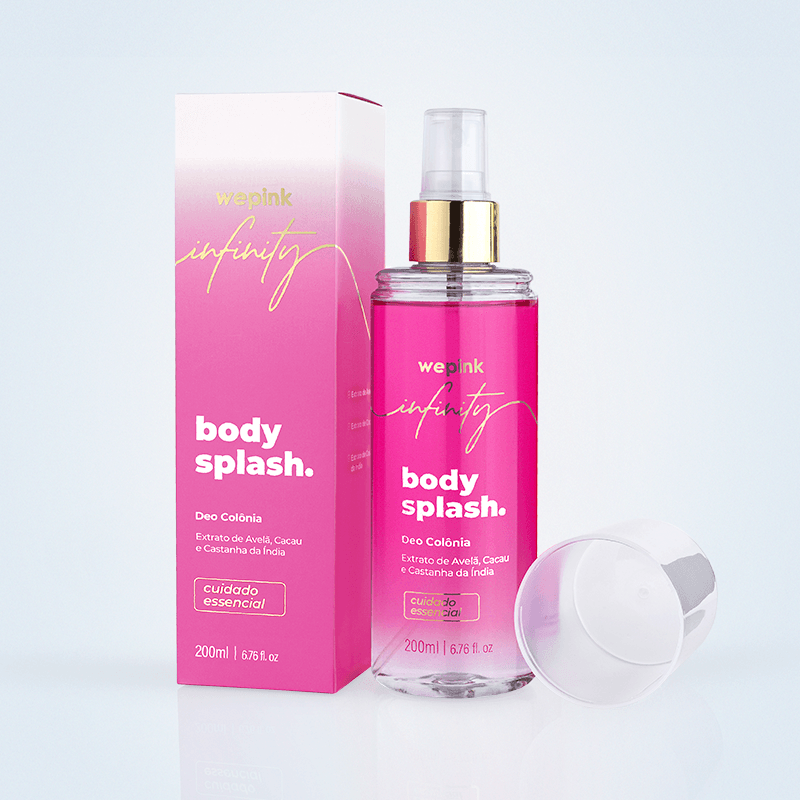 wepink
infinity
body
splash.
Deo Colônia
Extrato de Avelã, Cacau
e Castanha da Índia
cuidado
essencial
200ml | 6.76 fl. oz
wepink
infinity
body
splash.
Deo Colônia
Extrato de Avelã, Cacau
e Castanha da Índia
cuidado
essencial
200ml | 6.76 fl. oz